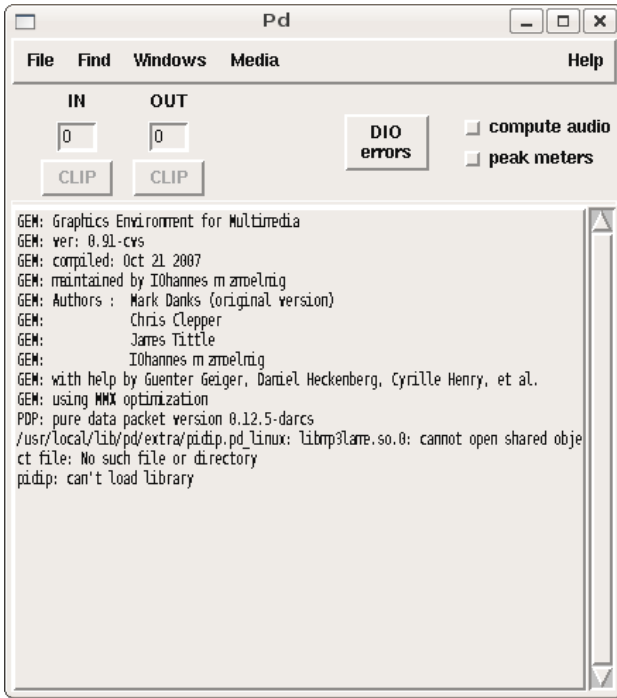 Pd
File Find Windows Media Help
IN OUT
0 0
CLIP CLIP
DIO
errors
compute audio
peak meters
GEM: Graphics Environment for Multimedia
GEM: ver: 0.91-cvs
GEM: compiled: Oct 21 2007
GEM: maintained by IOhannes m zmoelnig
GEM: Authors : Mark Danks (original version)
GEM: Chris Clepper
GEM: James Tittle
GEM: IOhannes m zmoelnig
GEM: with help by Guenter Geiger, Daniel Heckenberg, Cyrille Henry, et al.
GEM: using MMX optimization
PDP: pure data packet version 0.12.5-darcs
/usr/local/lib/pd/extra/pidip.pd_linux: libmp3lame.so.0: cannot open shared obje
ct file: No such file or directory
pidip: can't load library